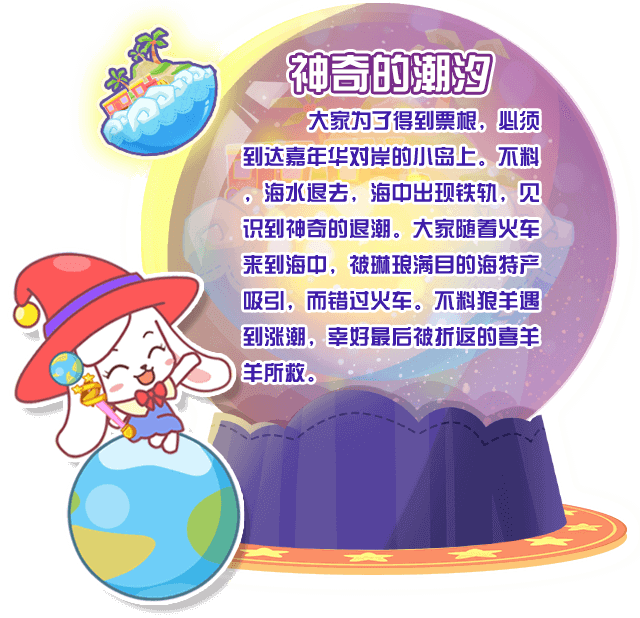 神奇的潮汐
大家为了得到票根，必须
到达嘉年华对岸的小岛上。不料
，海水退去，海中出现铁轨，见
识到神奇的退潮。大家随着火车
来到海中，被琳琅满目的海特产
吸引，而错过火车。不料狼羊遇
到涨潮，幸好最后被折返的喜羊
羊所救。